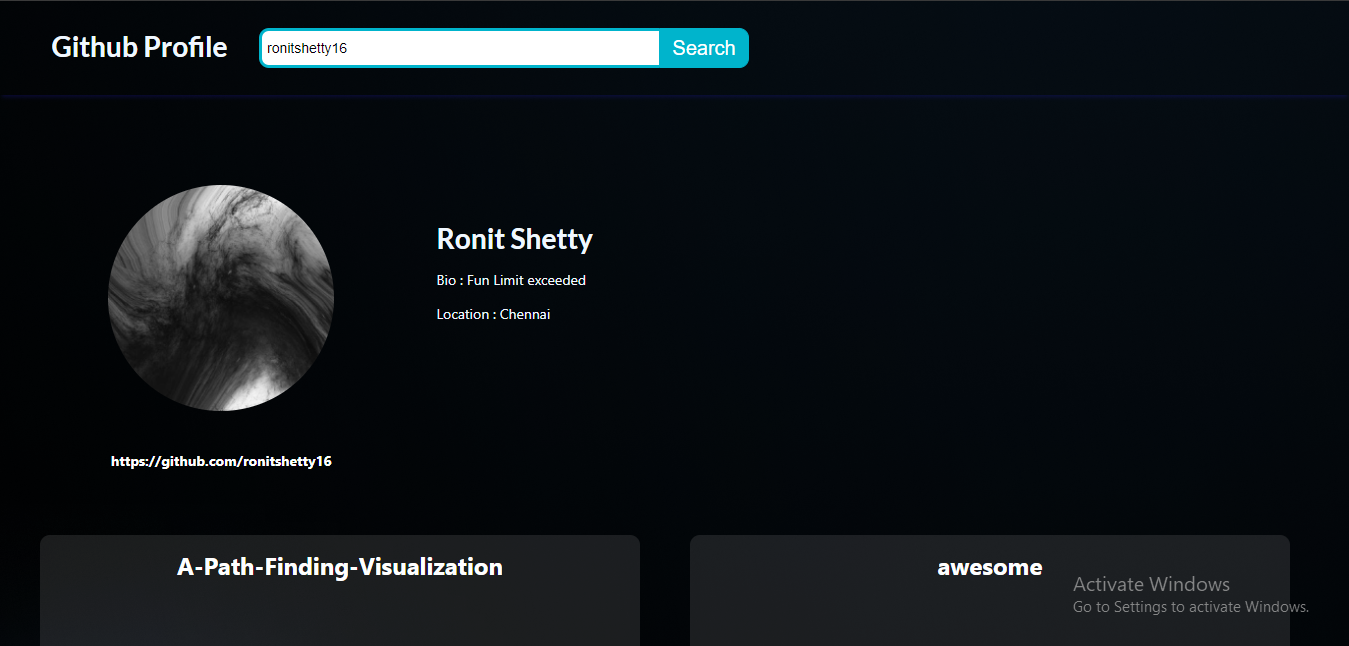 Github Profile
ronitshetty16
Search
Ronit Shetty
Bio : Fun Limit exceeded
Location : Chennai
https://github.com/ronitshetty16
A-Path-Finding-Visualization
awesome
Activate Windows
Go to Settings to activate Windows.